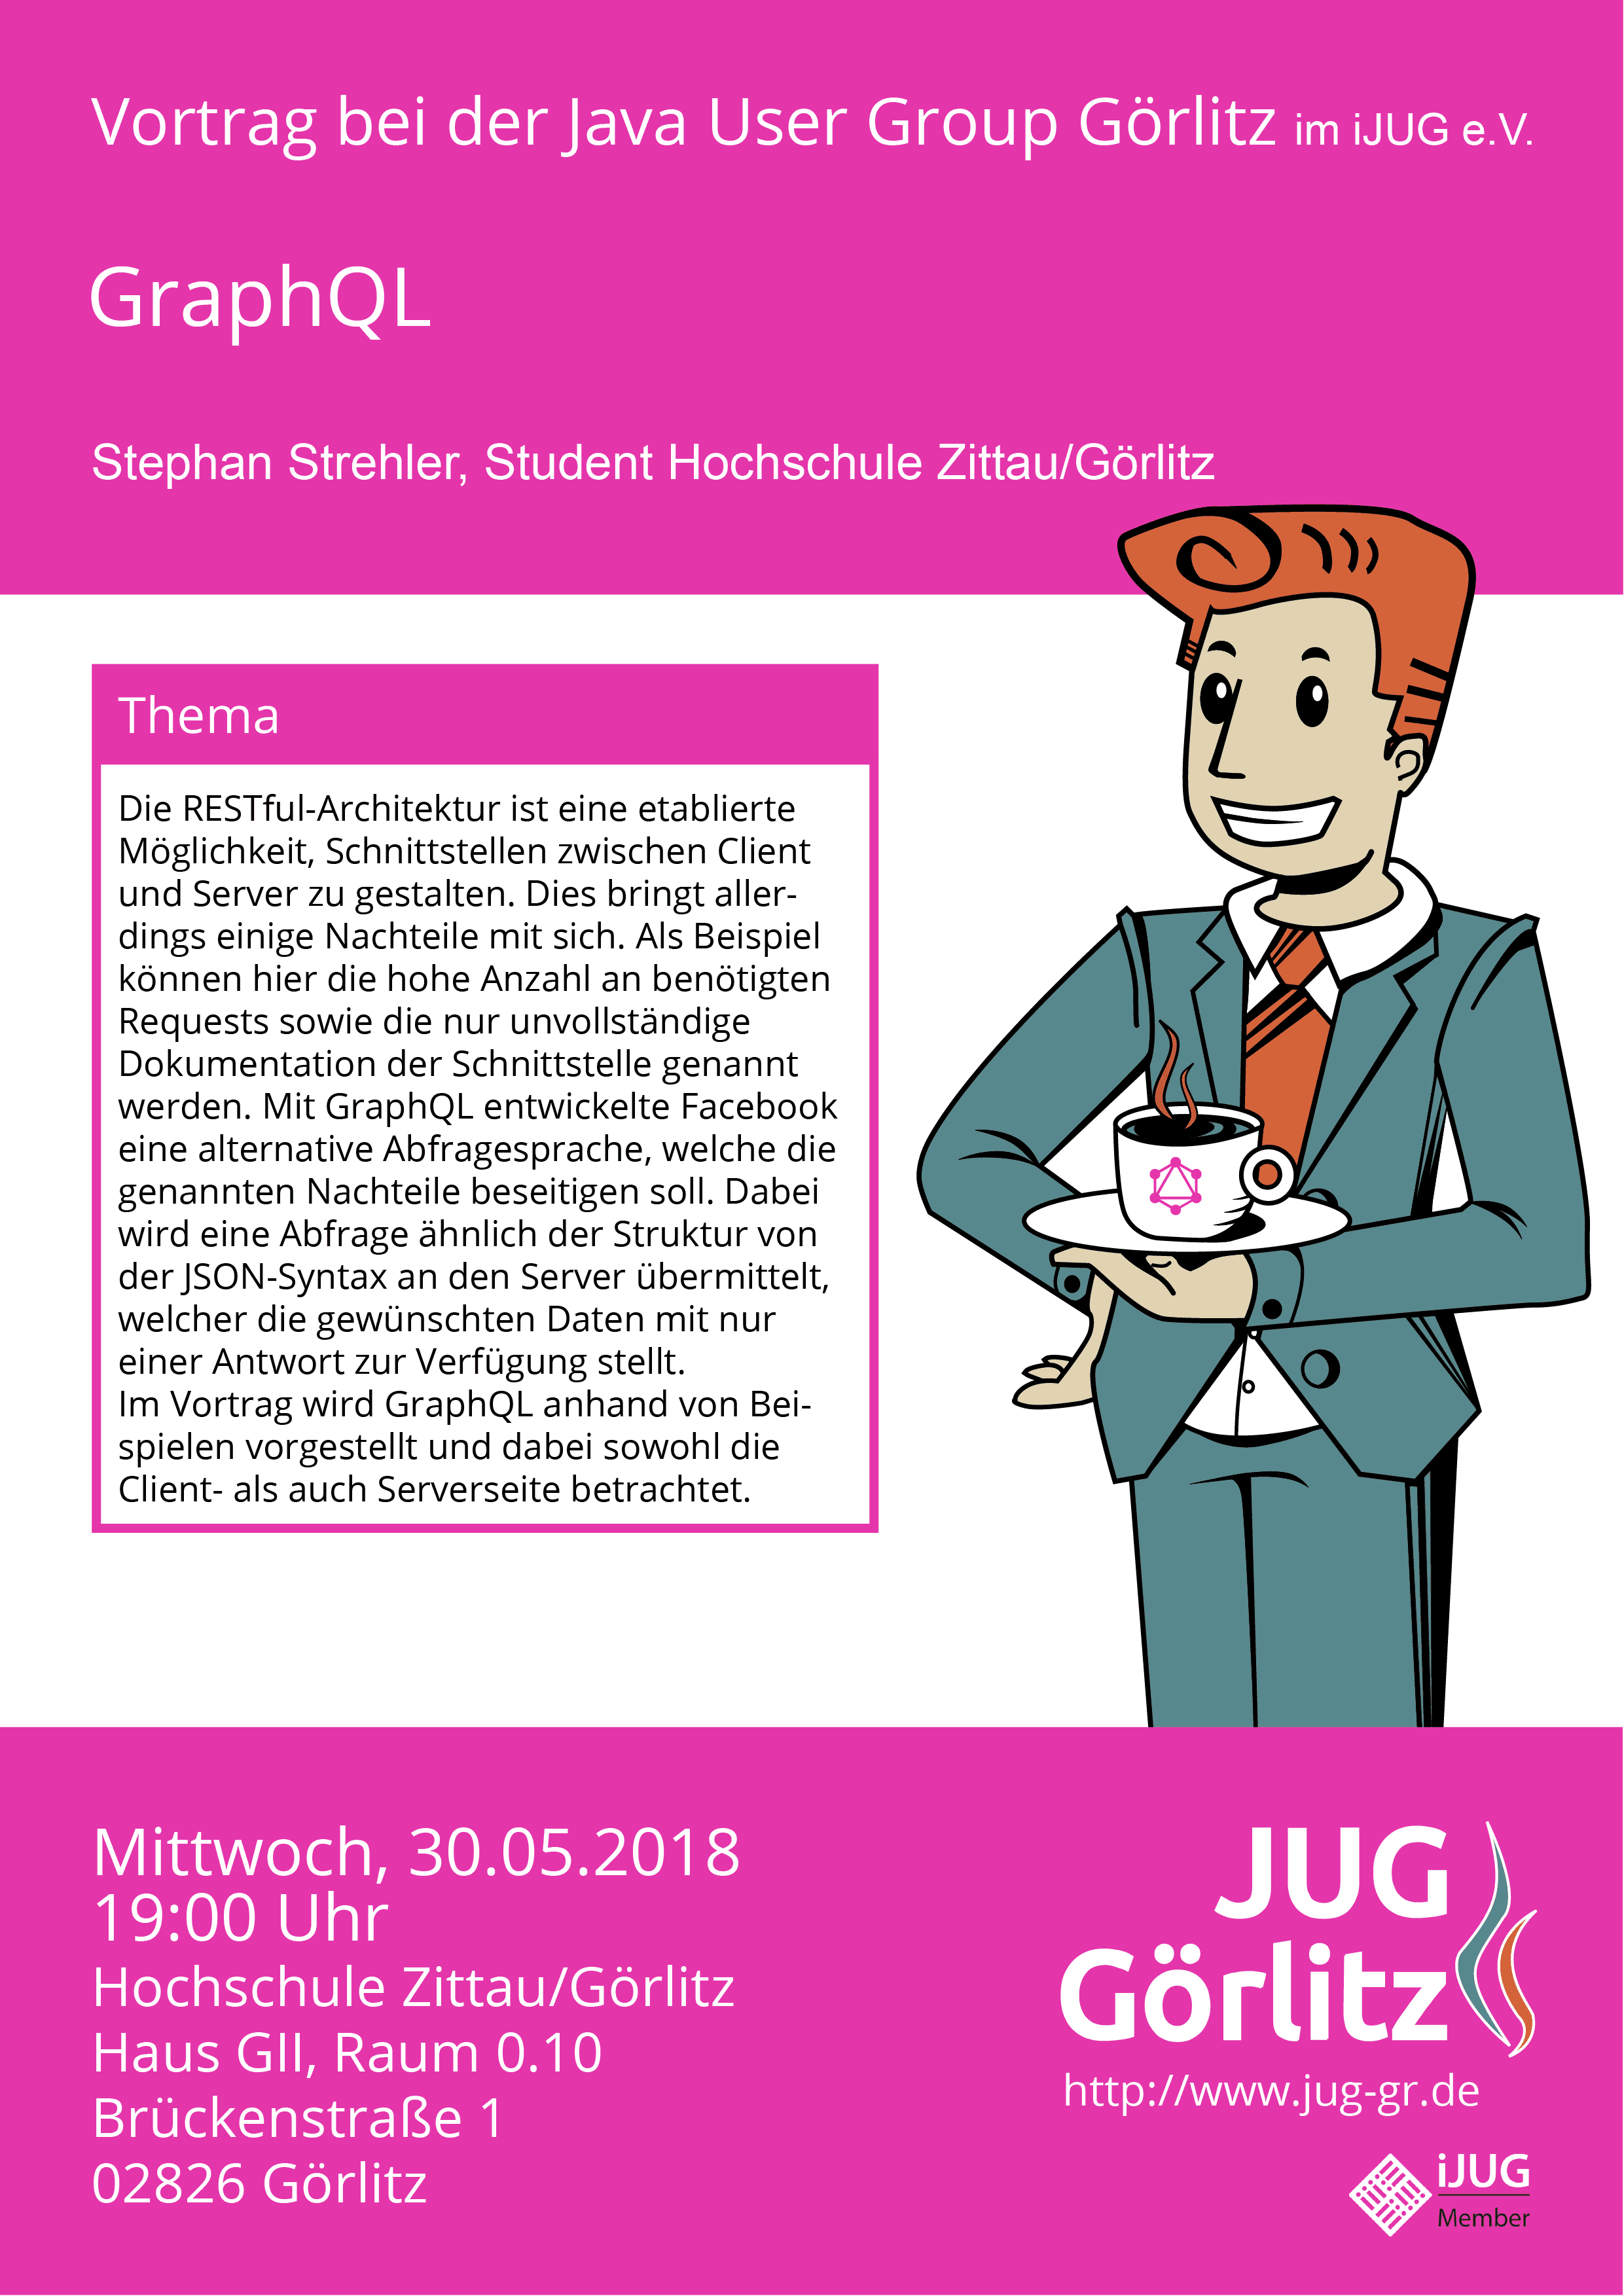 Vortrag bei der Java User Group Görlitz im iJUG e.V.
GraphQL
Stephan Strehler, Student Hochschule Zittau/Görlitz
Thema
Die RESTful-Architektur ist eine etablierte
Möglichkeit, Schnittstellen zwischen Client
und Server zu gestalten. Dies bringt aller-
dings einige Nachteile mit sich. Als Beispiel
können hier die hohe Anzahl an benötigten
Requests sowie die nur unvollständige
Dokumentation der Schnittstelle genannt
werden. Mit GraphQL entwickelte Facebook
eine alternative Abfragesprache, welche die
genannten Nachteile beseitigen soll. Dabei
wird eine Abfrage ähnlich der Struktur von
der JSON-Syntax an den Server übermittelt,
welcher die gewünschten Daten mit nur
einer Antwort zur Verfügung stellt.
Im Vortrag wird GraphQL anhand von Bei-
spielen vorgestellt und dabei sowohl die
Client- als auch Serverseite betrachtet.
Mittwoch, 30.05.2018
19:00 Uhr
Hochschule Zittau/Görlitz
Haus GII, Raum 0.10
Brückenstraße 1
02826 Görlitz
JUG
Görlitz
http://www.jug-gr.de
iJUG
Member